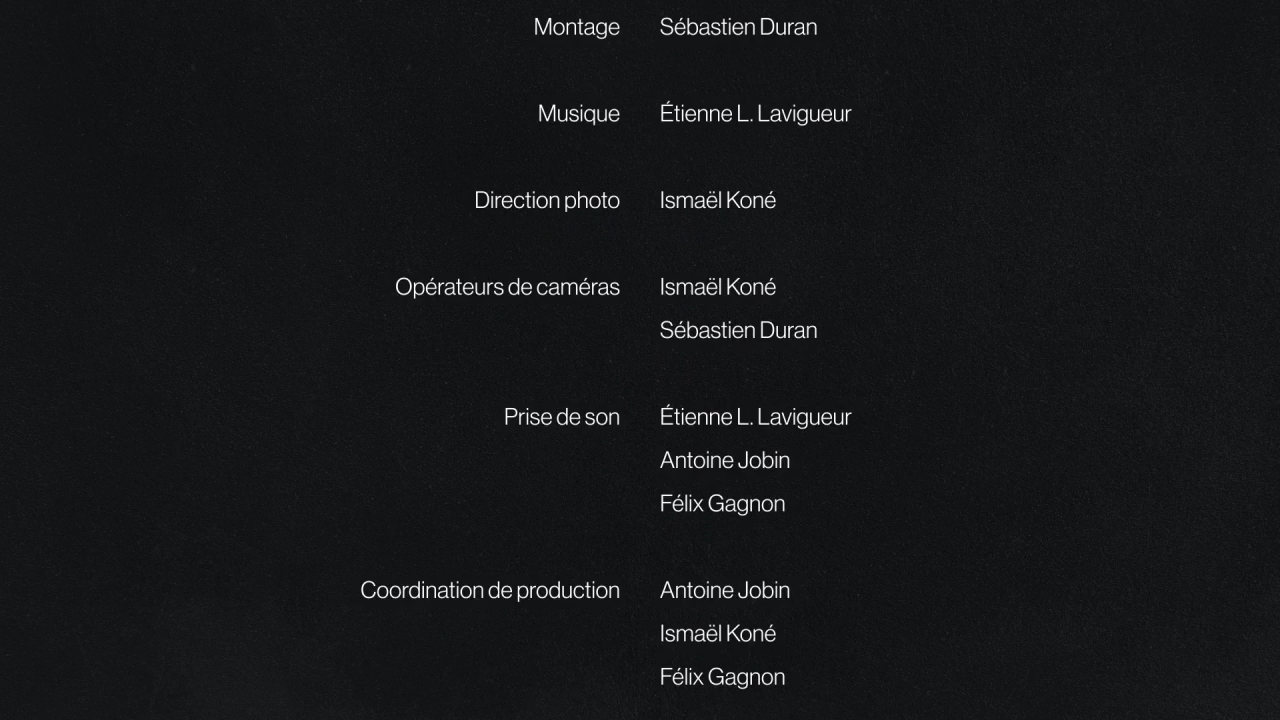 Montage Sébastien Duran
Musique Étienne L. Lavigueur
Direction photo Ismaël Koné
Opérateurs de caméras Ismaël Koné
Sébastien Duran
Prise de son Étienne L. Lavigueur
Antoine Jobin
Félix Gagnon
Coordination de production Antoine Jobin
Ismaël Koné
Félix Gagnon